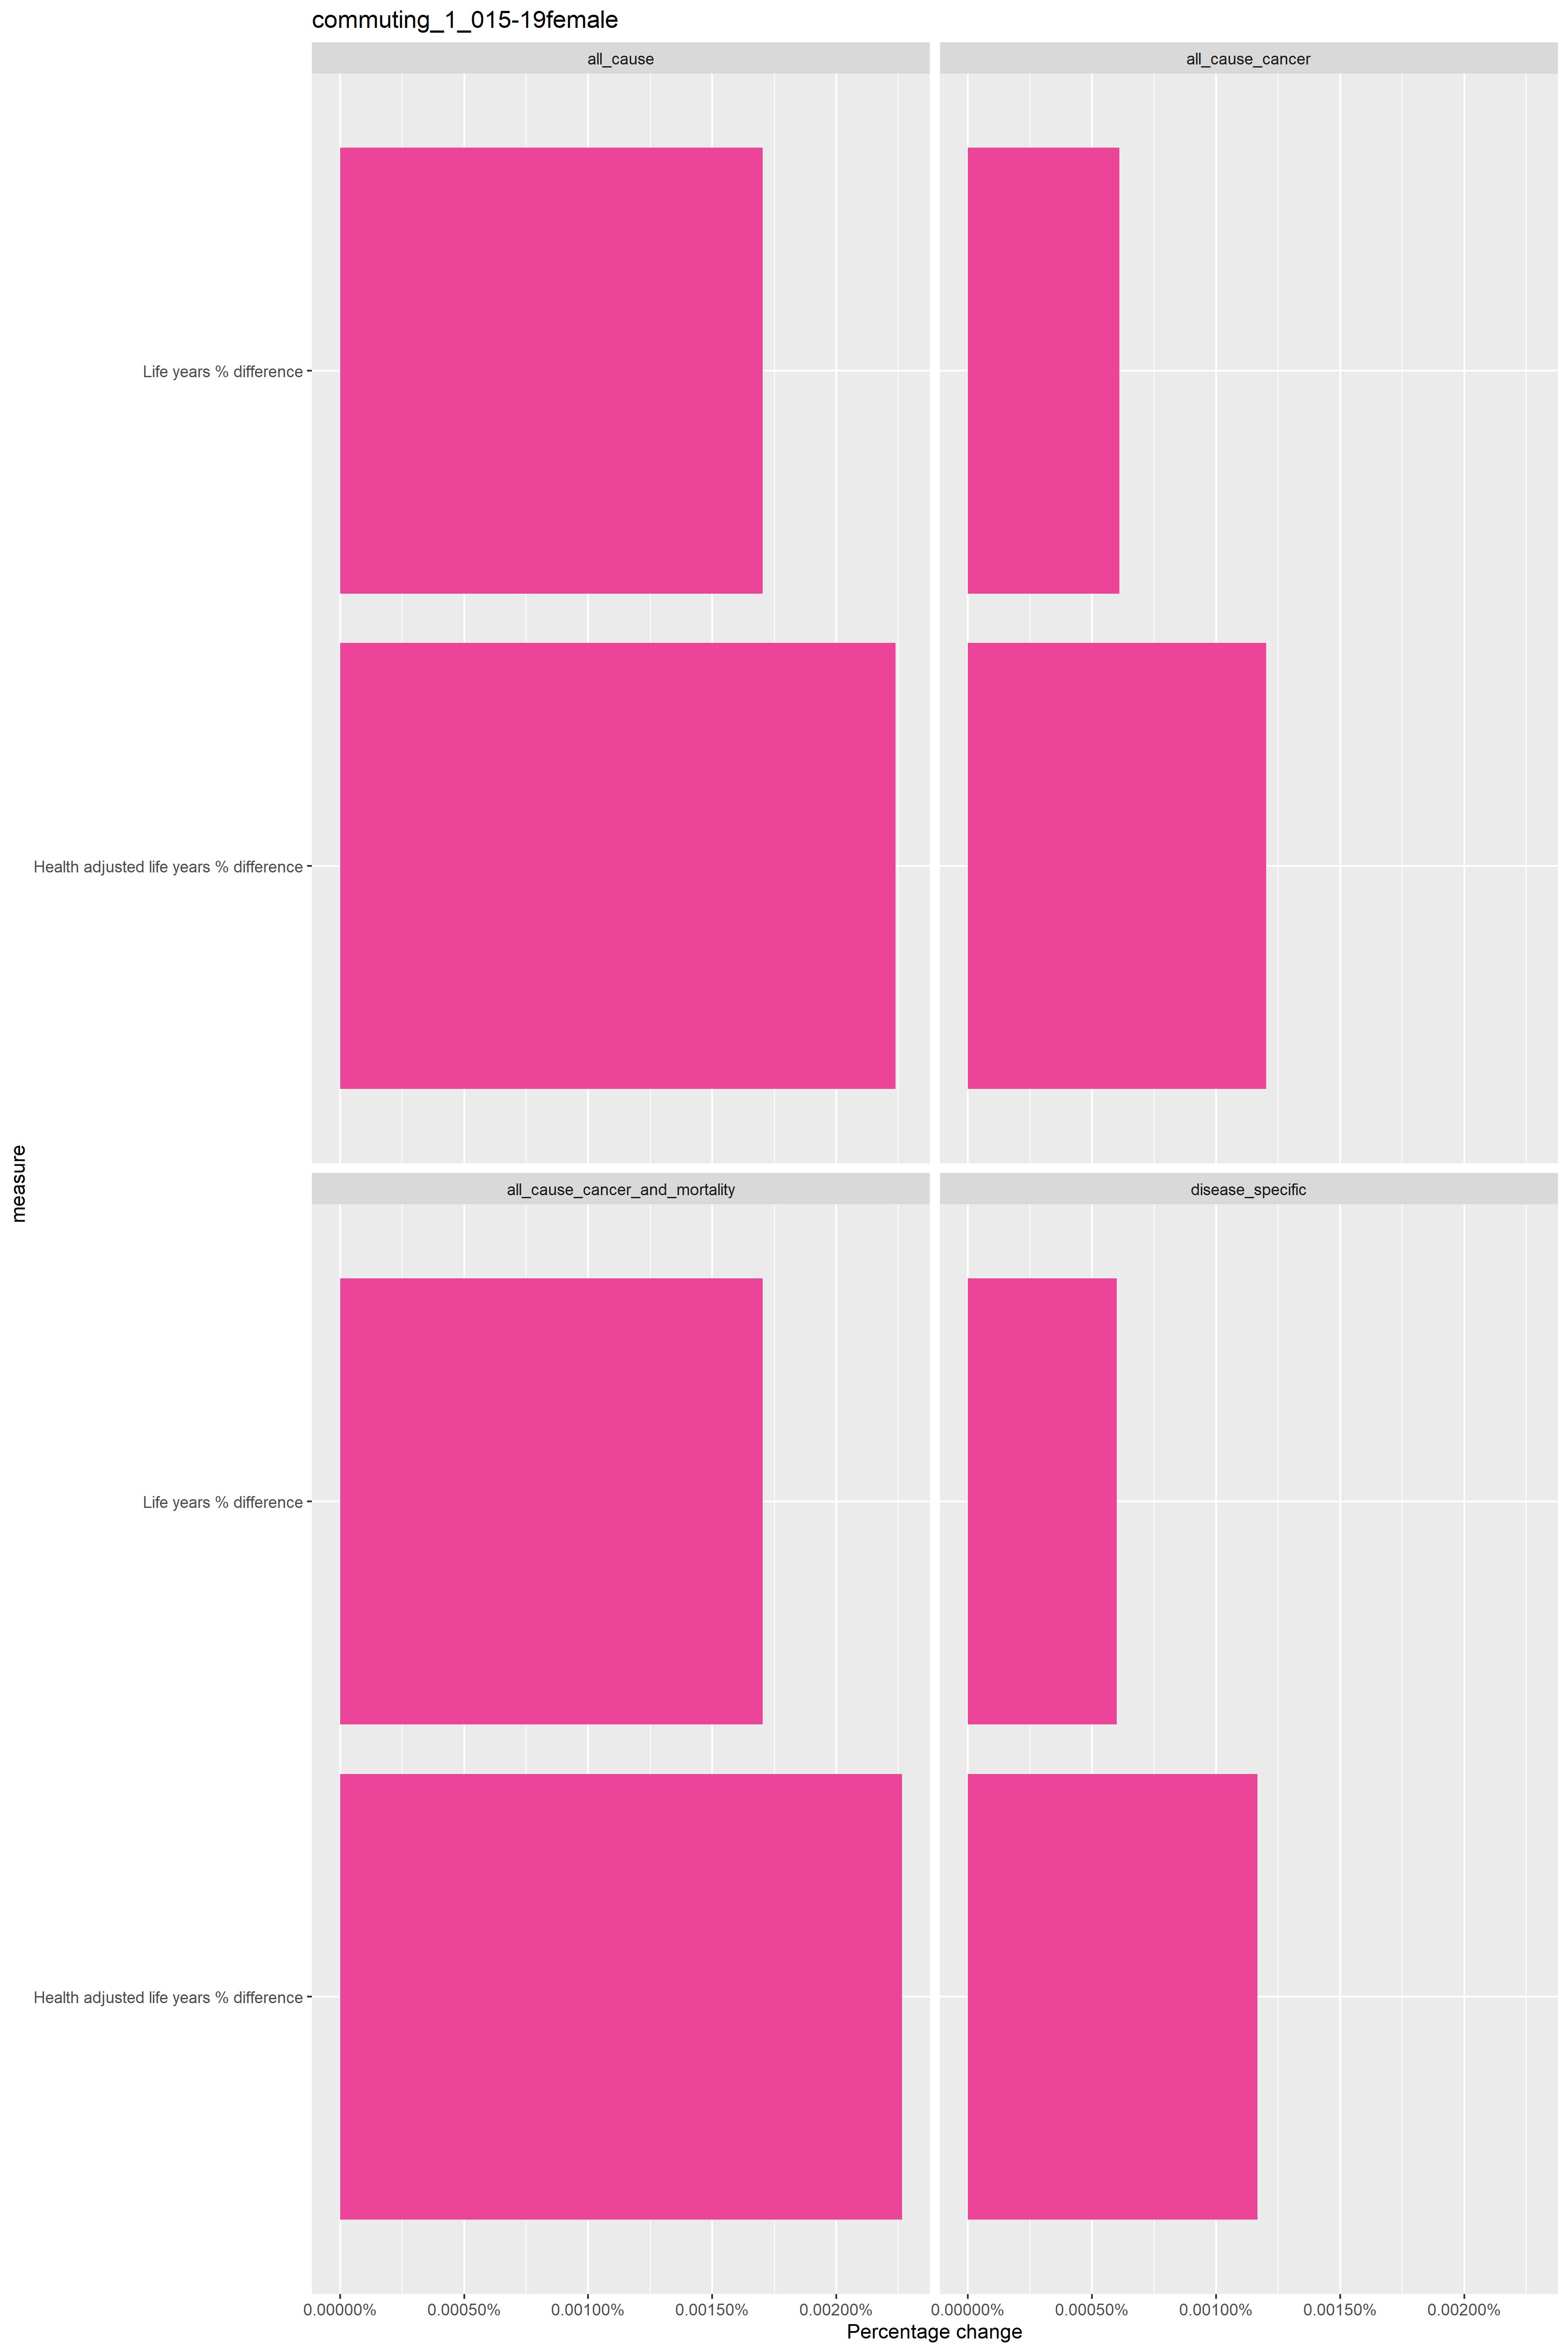 commuting_1_015-19female
all_cause
all_cause_cancer
Life years % difference
Health adjusted life years % difference
measure
all_cause_cancer_and_mortality
disease_specific
Life years % difference
Health adjusted life years % difference
0.00000% 0.00050% 0.00100% 0.00150% 0.00200% 0.00000% 0.00050% 0.00100% 0.00150% 0.00200%
Percentage change